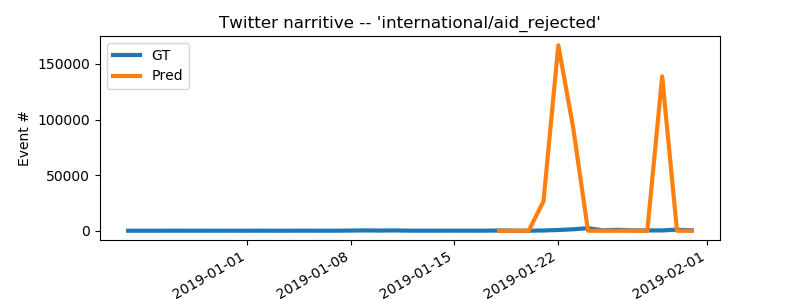 Twitter narritive -- 'international/aid_rejected'
GT
Pred
Event #
150000
100000
50000
0
2019-01-01
2019-01-08
2019-01-15
2019-01-22
2019-02-01